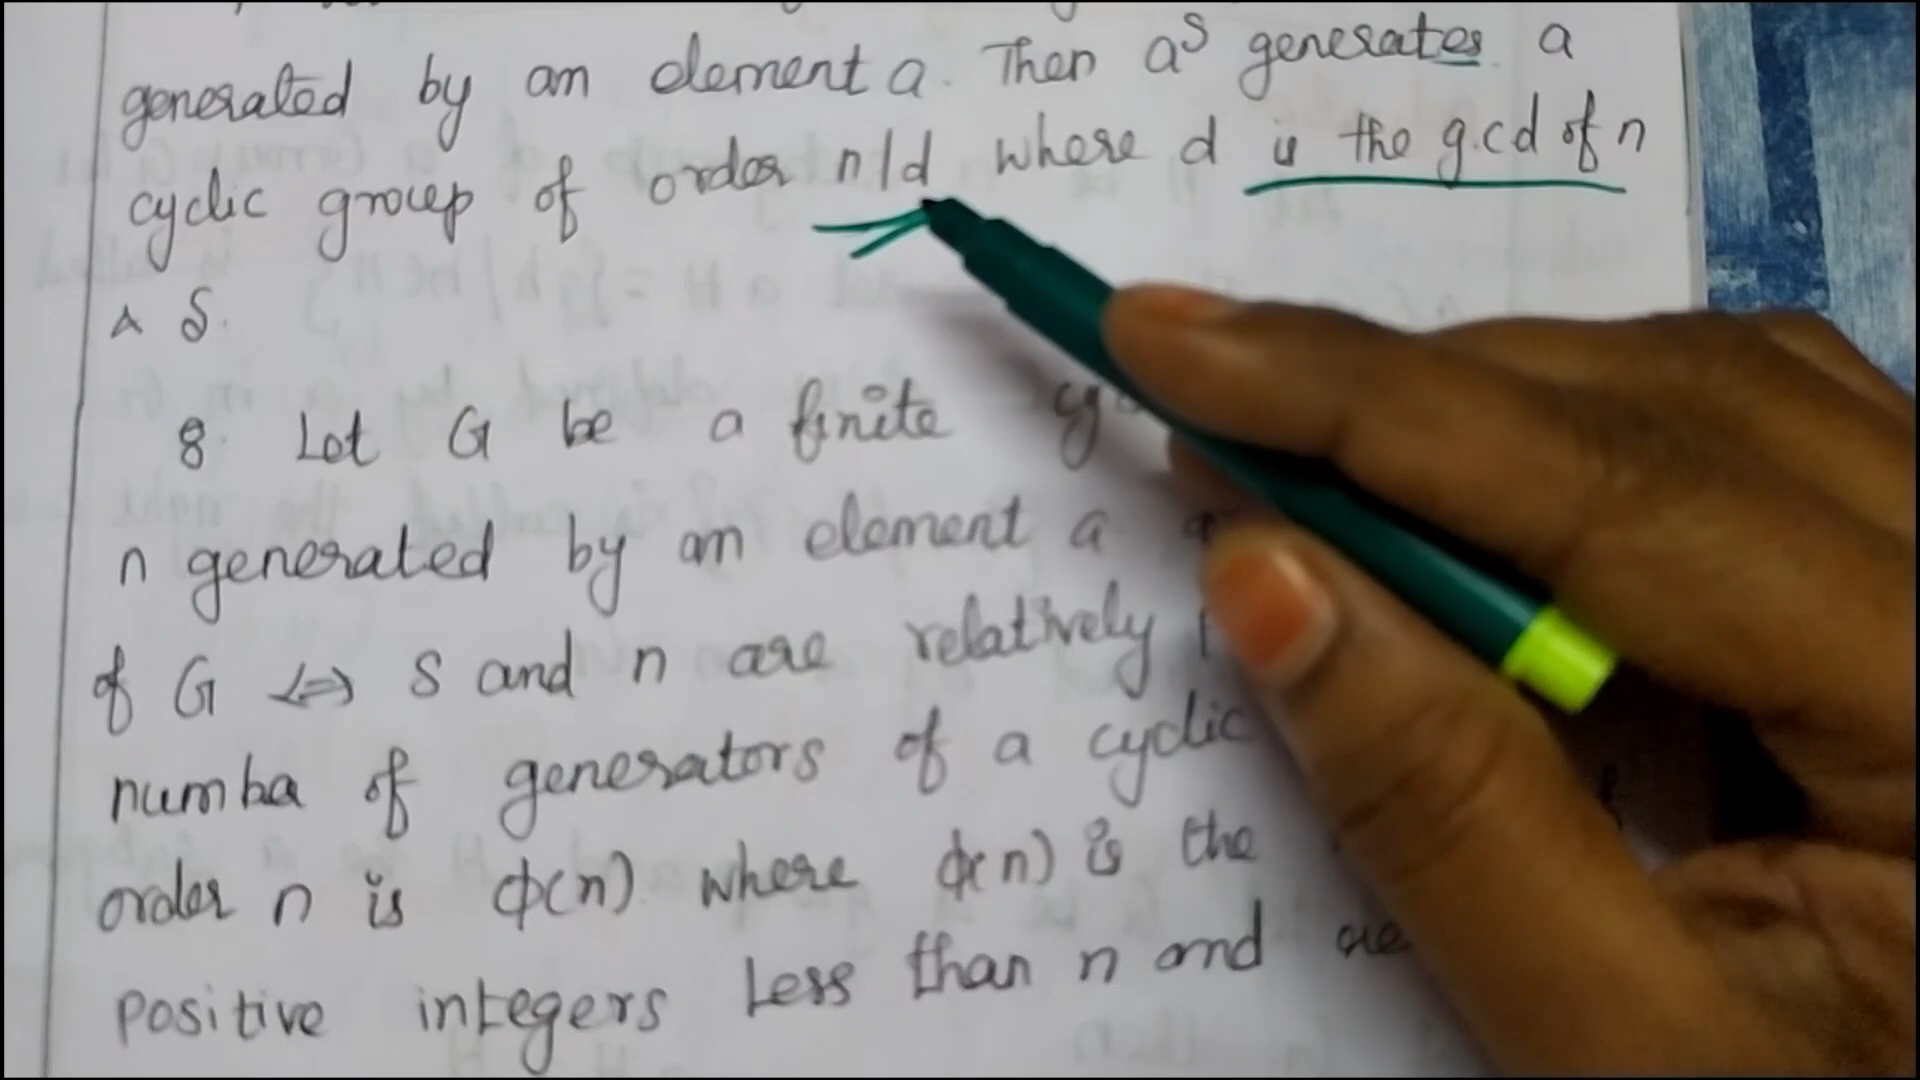 generated by an element a. Then a^s generates a
cyclic group of order n/d where d is the g.c.d of n
& S.
8. Let G be a finite
n generated by an element a
of G <=> S and n are relatively
number of generators of a cyclic
order n is φ(n) where φ(n) is the
positive integers less than n and are